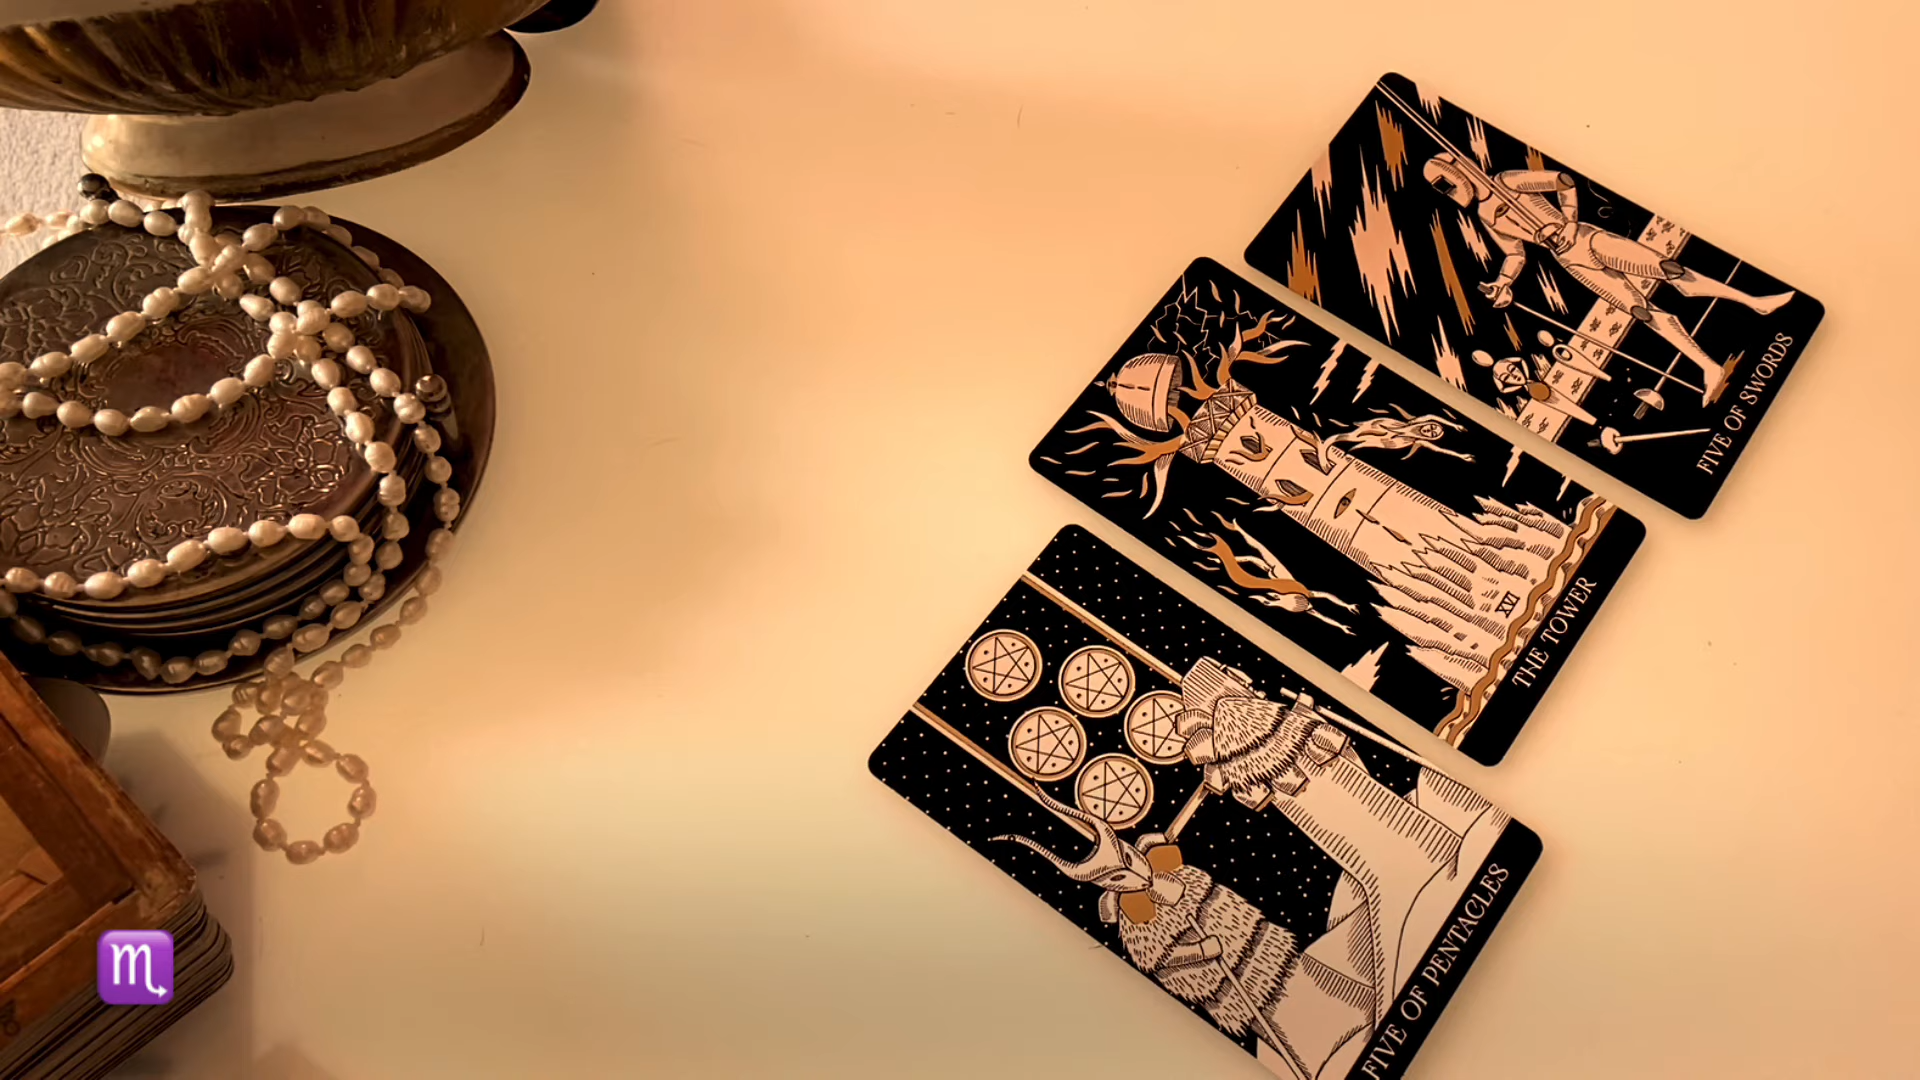 FIVE OF SWORDS
XVI
THE TOWER
FIVE OF PENTACLES